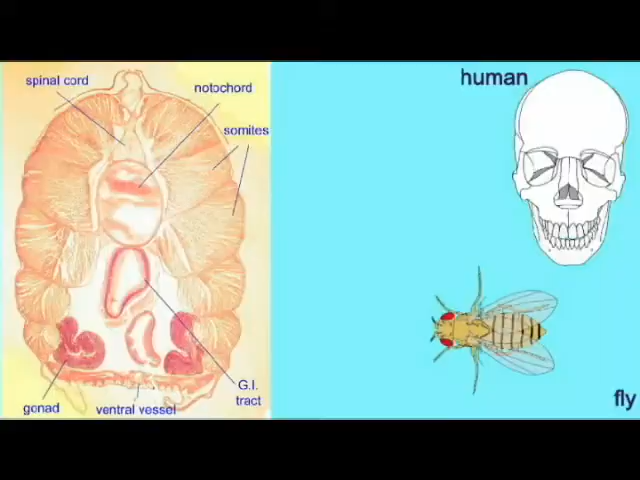 spinal cord
notochord
somites
G.I.
tract
gonad
ventral vessel
human
fly